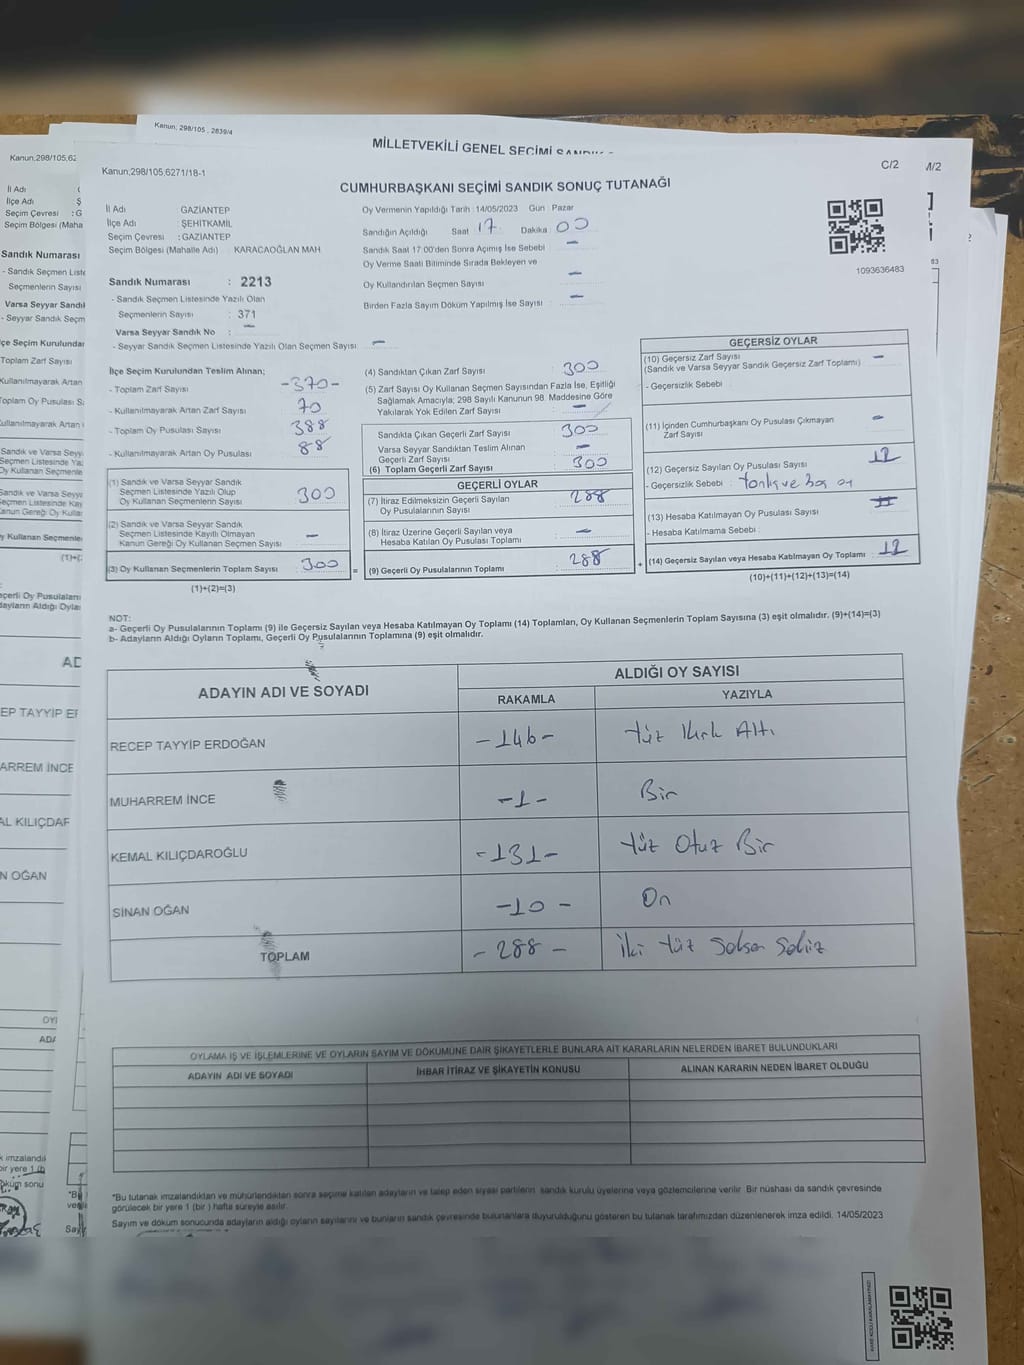 Kanun; 298/105 , 2839/4
MİLLETVEKİLİ GENEL SEÇİMİ
Kanun,298/105,6271/18-1
C/2
CUMHURBAŞKANI SEÇİMİ SANDIK SONUÇ TUTANAĞI
İl Adı GAZİANTEP
İlçe Adı : ŞEHİTKAMİL
Seçim Çevresi : GAZİANTEP
Seçim Bölgesi (Mahalle Adı) KARACAOĞLAN MAH
Sandık Numarası : 2213
- Sandık Seçmen Listesinde Yazılı Olan
Seçmenlerin Sayısı : 371
Varsa Seyyar Sandık No : -
- Seyyar Sandık Seçmen Listesinde Yazılı Olan Seçmen Sayısı -
Oy Vermenin Yapıldığı Tarih : 14/05/2023 Gün : Pazar
Sandığın Açıldığı Saat : 17 Dakika : 00
Sandık Saat 17:00'den Sonra Açımış İse Sebebi -
Oy Verme Saati Bitiminde Sırada Bekleyen ve
Oy Kullandırılan Seçmen Sayısı -
Birden Fazla Sayım Döküm Yapılmış İse Sayısı -
1093636483
İlçe Seçim Kurulundan Teslim Alınan;
- Toplam Zarf Sayısı -370-
- Kullanılmayarak Artan Zarf Sayısı 70
- Toplam Oy Pusulası Sayısı 388
- Kullanılmayarak Artan Oy Pusulası 88
(1) Sandık ve Varsa Seyyar Sandık
Seçmen Listesinde Yazılı Olup
Oy Kullanan Seçmenlerin Sayısı 300
(2) Sandık ve Varsa Seyyar Sandık
Seçmen Listesinde Kayıtlı Olmayan
Kanun Gereği Oy Kullanan Seçmen Sayısı -
(3) Oy Kullanan Seçmenlerin Toplam Sayısı 300
(1)+(2)=(3)
(4) Sandıktan Çıkan Zarf Sayısı 300
(5) Zarf Sayısı Oy Kullanan Seçmen Sayısından Fazla İse, Eşitliği
Sağlamak Amacıyla; 298 Sayılı Kanunun 98. Maddesine Göre
Yakılarak Yok Edilen Zarf Sayısı -
Sandıkta Çıkan Geçerli Zarf Sayısı 300
Varsa Seyyar Sandıktan Teslim Alınan
Geçerli Zarf Sayısı -
(6) Toplam Geçerli Zarf Sayısı 300
GEÇERLİ OYLAR
(7) İtiraz Edilmeksizin Geçerli Sayılan
Oy Pusulasının Sayısı 288
(8) İtiraz Üzerine Geçerli Sayılan veya
Hesaba Katılan Oy Pusulası Toplamı -
(9) Geçerli Oy Pusulalarının Toplamı 288
GEÇERSİZ OYLAR
(10) Geçersiz Zarf Sayısı -
(Sandık ve Varsa Seyyar Sandık Geçersiz Zarf Toplamı)
- Geçersizlik Sebebi
(11) İçinden Cumhurbaşkanı Oy Pusulası Çıkmayan
Zarf Sayısı -
(12) Geçersiz Sayılan Oy Pusulası Sayısı 12
- Geçersizlik Sebebi :
(13) Hesaba Katılmayan Oy Pusulası Sayısı
- Hesaba Katılmama Sebebi :
(14) Geçersiz Sayılan veya Hesaba Katılmayan Oy Toplamı 12
(10)+(11)+(12)+(13)=(14)
NOT:
a- Geçerli Oy Pusulalarının Toplamı (9) ile Geçersiz Sayılan veya Hesaba Katılmayan Oy Toplamı (14) Toplamları, Oy Kullanan Seçmenlerin Toplam Sayısına (3) eşit olmalıdır. (9)+(14)=(3)
b- Adayların Aldığı Oyların Toplamı, Geçerli Oy Pusulalarının Toplamına (9) eşit olmalıdır.
ADAYIN ADI VE SOYADI
ALDIĞI OY SAYISI
RAKAMLA YAZIYLA
RECEP TAYYİP ERDOĞAN -146- Yüz Kırk Altı
MUHARREM İNCE -1- Bir
KEMAL KILIÇDAROĞLU -131- Yüz Otuz Bir
SİNAN OĞAN -10- On
TOPLAM -288- İki Yüz Seksen Sekiz
OYLAMA İŞ VE İŞLEMLERİNE VE OYLARIN SAYIM VE DÖKÜMÜNE DAİR ŞİKAYETLERLE BUNLARA AİT KARARLARIN NELERDEN İBARET BULUNDUKLARI
ADAYIN ADI VE SOYADI İHBAR İTİRAZ VE ŞİKAYETİN KONUSU ALINAN KARARIN NEDEN İBARET OLDUĞU
*Bu tutanak imzalandıktan ve mühürlendikten sonra seçime katılan adayların ve talep eden siyasi partilerin sandık kurulu üyelerine veya gözlemcilerine verilir. Bir nüshası da sandık çevresinde
görülecek bir yere 1 (bir ) hafta süreyle asılır.
Sayım ve döküm sonucunda adayların aldığı oyların sayılarını ve bunların sandık çevresinde bulunanlara duyurulduğunu gösteren bu tutanak tarafımızdan düzenlenerek imza edildi. 14/05/2023